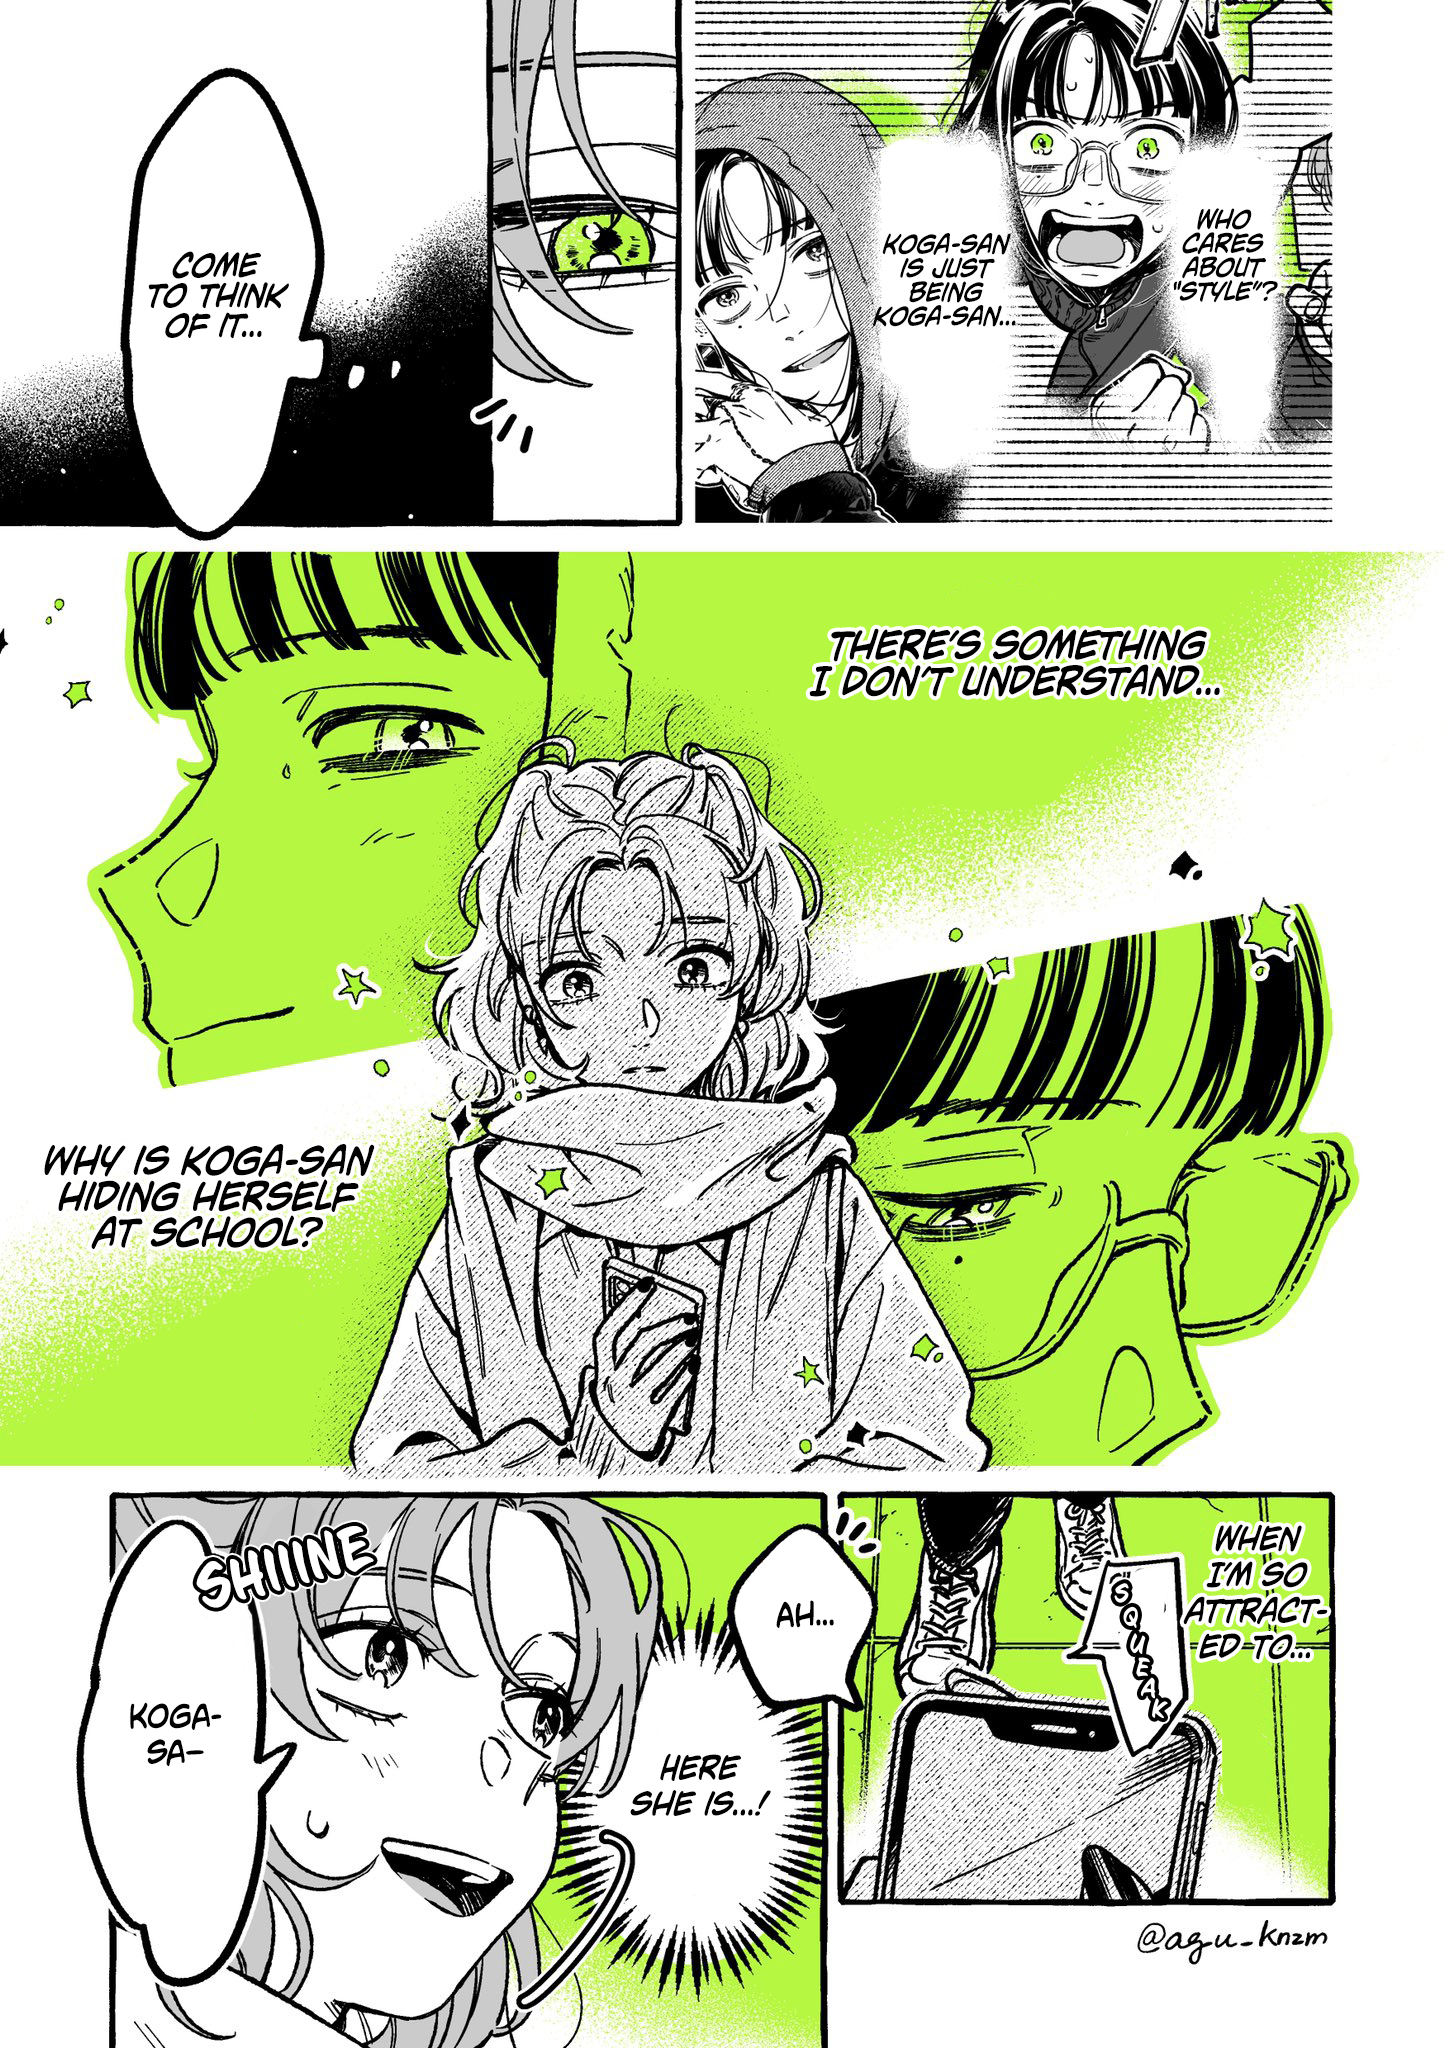 WHO
CARES
ABOUT
"STYLE"?
KOGA-SAN
IS JUST
BEING
KOGA-SAN...
COME
TO THINK
OF IT...
THERE'S SOMETHING
I DON'T UNDERSTAND...
WHY IS KOGA-SAN
HIDING HERSELF
AT SCHOOL?
WHEN
I'M SO
ATTRACT-
ED TO...
SQUEAK
AH...
HERE
SHE IS...!
SHIIINE
KOGA-
SA-
@agu_knzm